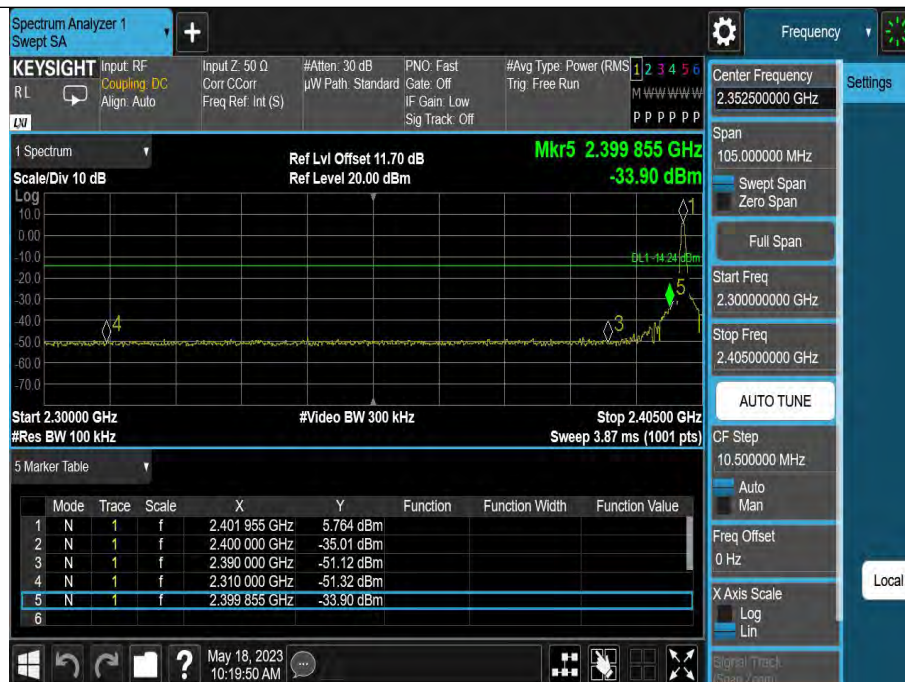 Spectrum Analyzer 1
Swept SA
+
Frequency
KEYSIGHT
RL
LXI
Input: RF
Coupling: DC
Align: Auto
Input Z: 50 Ω
Corr CCorr
Freq Ref: Int (S)
#Atten: 30 dB
µW Path: Standard
PNO: Fast
Gate: Off
IF Gain: Low
Sig Track: Off
#Avg Type: Power (RMS
Trig: Free Run
1 2 3 4 5 6
M W W W W W
P P P P P P
Center Frequency
2.352500000 GHz
Settings
1 Spectrum
Scale/Div 10 dB
Ref Lvl Offset 11.70 dB
Ref Level 20.00 dBm
Mkr5 2.399 855 GHz
-33.90 dBm
Log
10.0
0.00
-10.0
-20.0
-30.0
-40.0
-50.0
-60.0
-70.0
1
DL1 -14.24 dBm
5
4
3
Start 2.30000 GHz
#Res BW 100 kHz
#Video BW 300 kHz
Stop 2.40500 GHz
Sweep 3.87 ms (1001 pts)
Span
105.000000 MHz
Swept Span
Zero Span
Full Span
Start Freq
2.300000000 GHz
Stop Freq
2.405000000 GHz
AUTO TUNE
CF Step
10.500000 MHz
Auto
Man
Freq Offset
0 Hz
X Axis Scale
Log
Lin
Signal Track
(Span Zoom)
Local
5 Marker Table
Mode Trace Scale X Y Function Function Width Function Value
1 N 1 f 2.401 955 GHz 5.764 dBm
2 N 1 f 2.400 000 GHz -35.01 dBm
3 N 1 f 2.390 000 GHz -51.12 dBm
4 N 1 f 2.310 000 GHz -51.32 dBm
5 N 1 f 2.399 855 GHz -33.90 dBm
6
?
May 18, 2023
10:19:50 AM